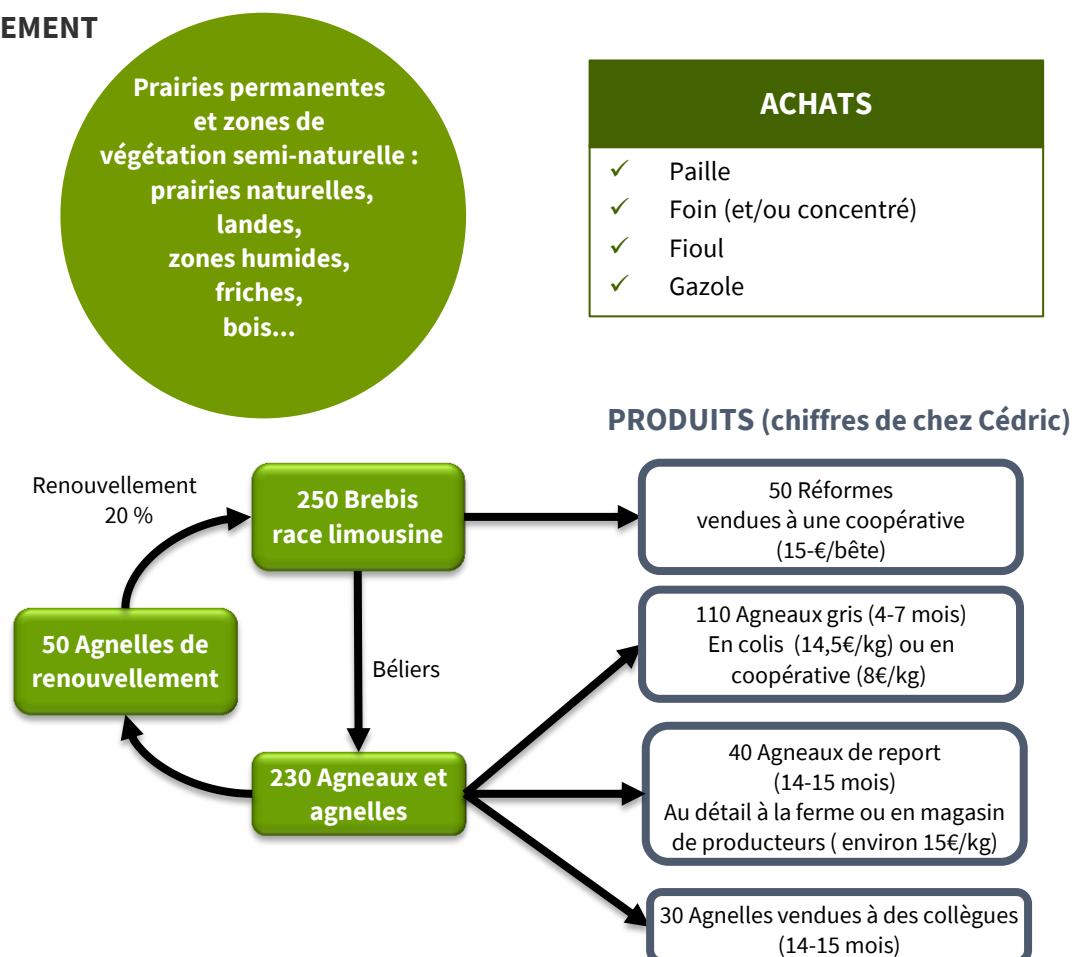 EMENT
Prairies permanentes
et zones de
végétation semi-naturelle :
prairies naturelles,
landes,
zones humides,
friches,
bois...
ACHATS
✓ Paille
✓ Foin (et/ou concentré)
✓ Fioul
✓ Gazole
PRODUITS (chiffres de chez Cédric)
Renouvellement
20 %
250 Brebis
race limousine
50 Réformes
vendues à une coopérative
(15-€/bête)
50 Agnelles de
renouvellement
Béliers
110 Agneaux gris (4-7 mois)
En colis (14,5€/kg) ou en
coopérative (8€/kg)
230 Agneaux et
agnelles
40 Agneaux de report
(14-15 mois)
Au détail à la ferme ou en magasin
de producteurs ( environ 15€/kg)
30 Agnelles vendues à des collègues
(14-15 mois)